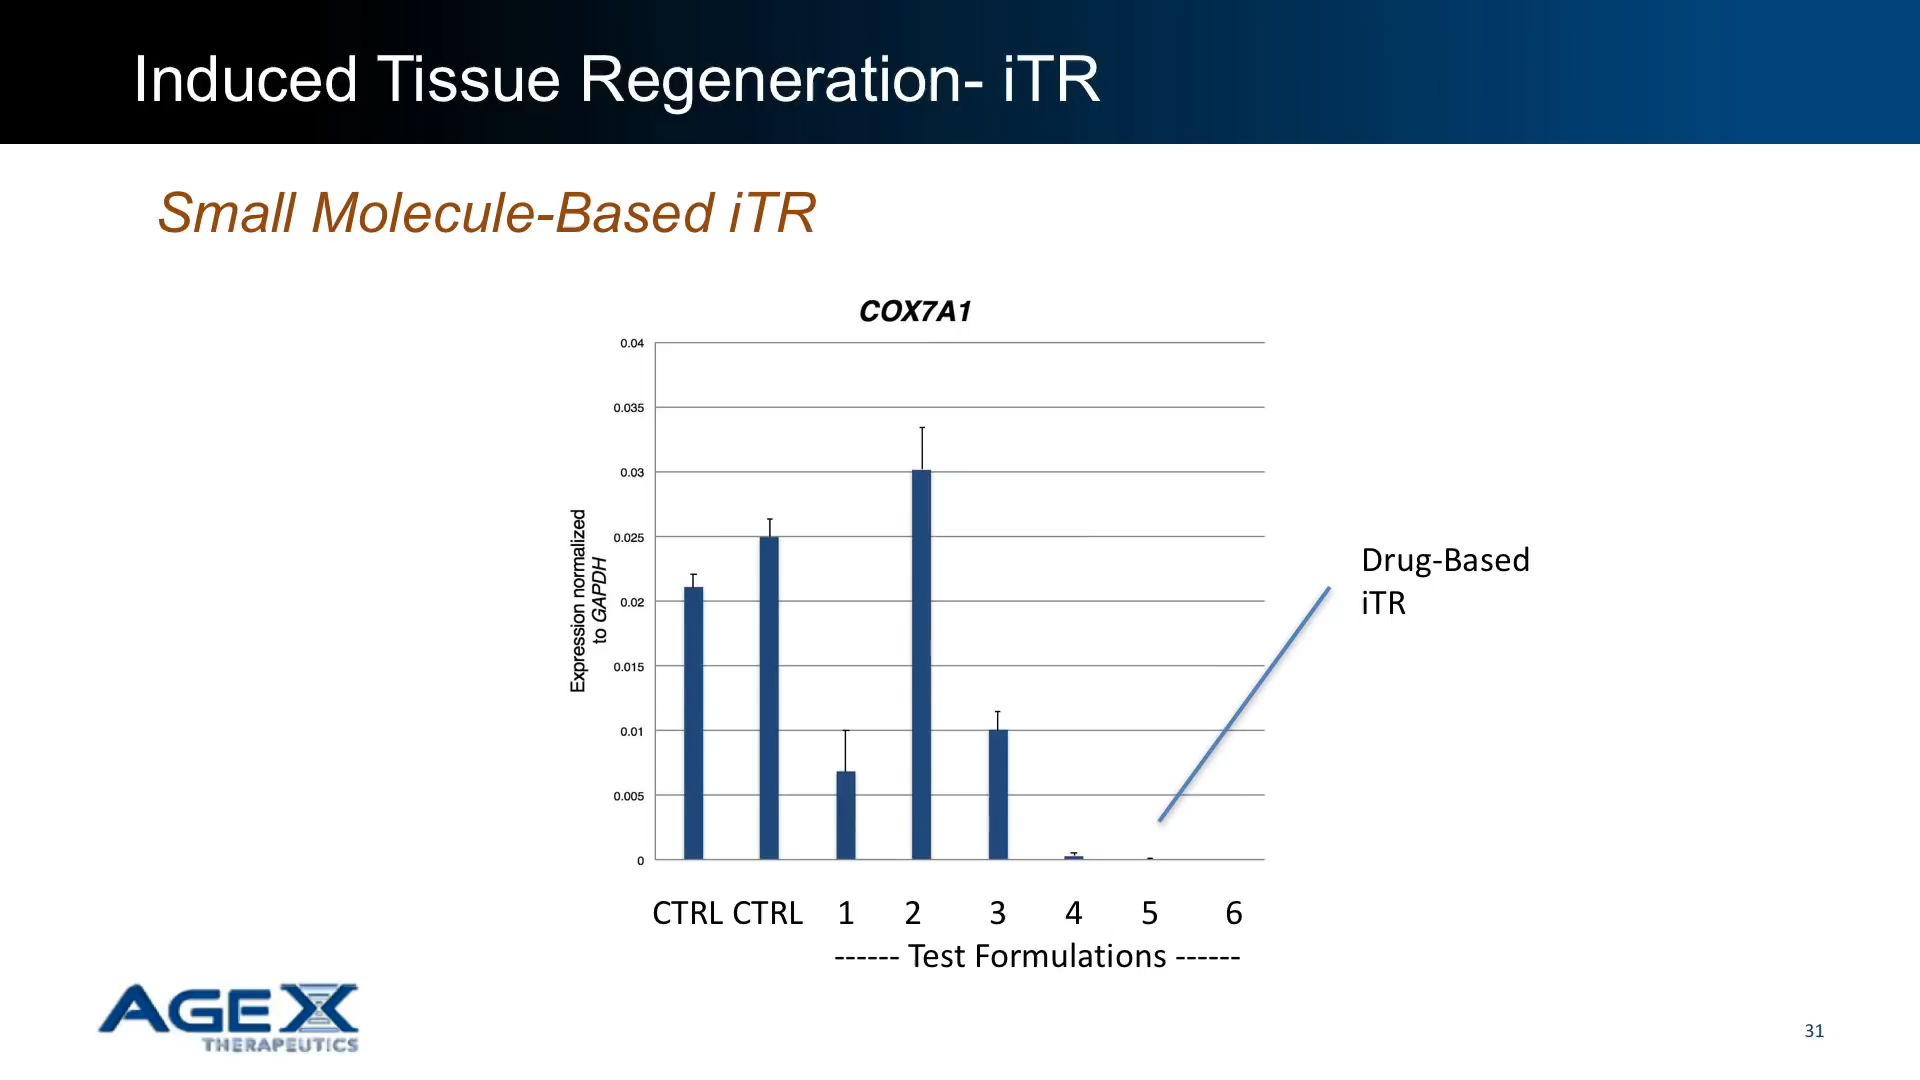 Induced Tissue Regeneration- iTR
Small Molecule-Based iTR
COX7A1
Expression normalized
to GAPDH
0.04
0.035
0.03
0.025
0.02
0.015
0.01
0.005
0
Drug-Based
iTR
CTRL CTRL 1 2 3 4 5 6
------ Test Formulations ------
AGEX
THERAPEUTICS
31